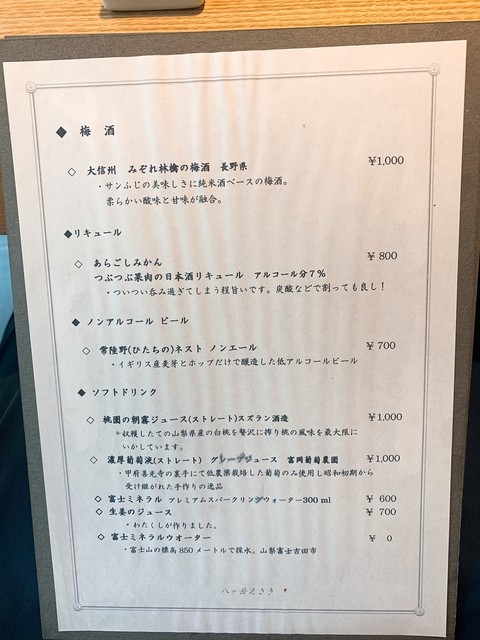 ◆ 梅 酒
◇ 大信州 みぞれ林檎の梅酒 長野県 ¥1,000
・サンふじの美味しさに純米酒ベースの梅酒。
柔らかい酸味と甘味が融合。
◆リキュール
◇ あらごしみかん ¥ 800
つぶつぶ果肉の日本酒リキュール アルコール分7%
・ついつい呑み過ぎてしまう程旨いです。炭酸などで割っても良し!
◆ ノンアルコール ビール
◇ 常陸野(ひたちの)ネスト ノンエール ¥ 700
・イギリス産麦芽とホップだけで醸造した低アルコールビール
◆ ソフトドリンク
◇ 桃園の朝霧ジュース(ストレート)スズラン酒造 ¥1,000
*収穫したての山梨県産の白桃を贅沢に搾り桃の風味を最大限に
いかしています。
◇ 濃厚葡萄液(ストレート) グレープジュース 富岡葡萄農園 ¥1,000
・甲府善光寺の裏手にて低農薬栽培した葡萄のみ使用し昭和初期から
受け継がれた手作りの逸品
◇ 富士ミネラル プレミアムスパークリングウォーター300 ml ¥ 600
◇ 生姜のジュース ¥ 700
・わたくしが作りました。
◇ 富士ミネラルウオーター ¥ 0
・富士山の標高 850 メートルで採水。山梨富士吉田市
八ヶ岳えさき